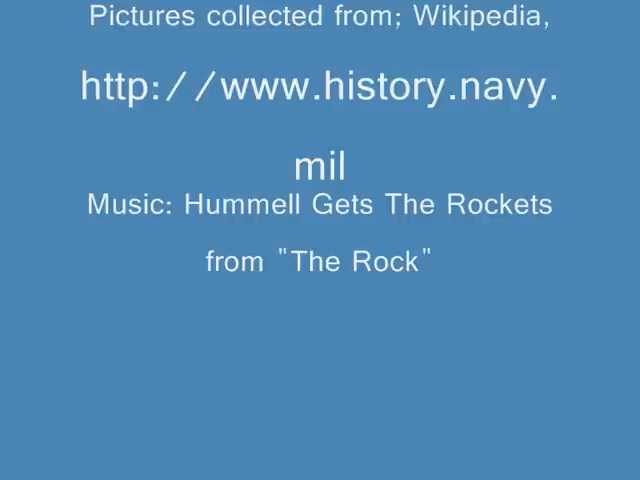 Pictures collected from; Wikipedia,
http://www.history.navy.
mil
Music: Hummell Gets The Rockets
from "The Rock"